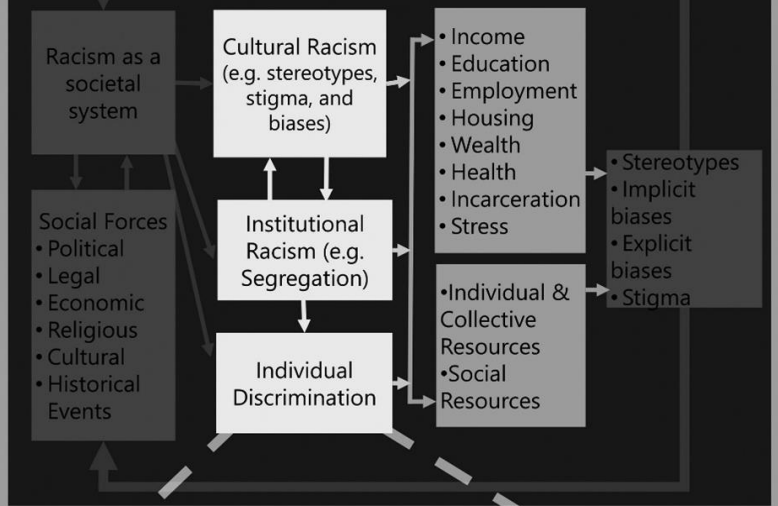 Racism as a
societal
system
Social Forces
• Political
• Legal
• Economic
• Religious
• Cultural
• Historical
Events
Cultural Racism
(e.g. stereotypes,
stigma, and
biases)
Institutional
Racism (e.g.
Segregation)
Individual
Discrimination
• Income
• Education
• Employment
• Housing
• Wealth
• Health
• Incarceration
• Stress
•Individual &
Collective
Resources
•Social
Resources
• Stereotypes
• Implicit
biases
• Explicit
biases
• Stigma